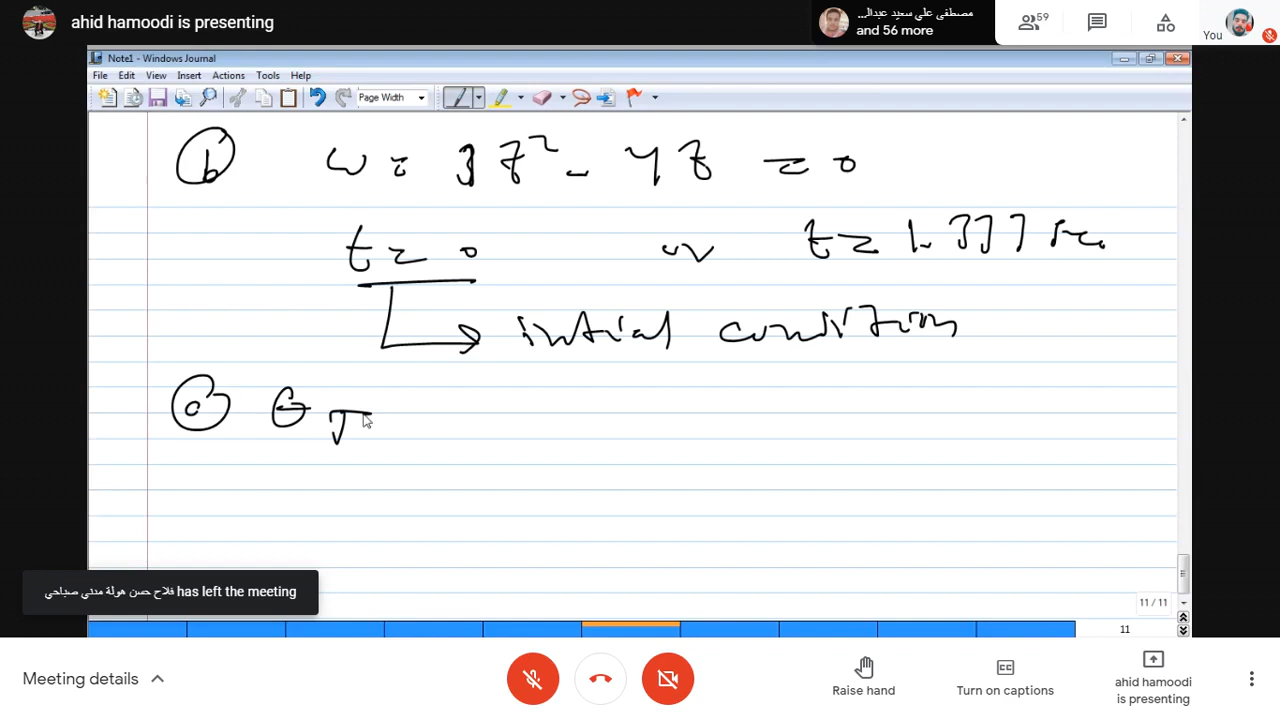 ahid hamoodi is presenting
مصطفى علي سعيد عبدالـ...
and 56 more
59
You
Note1 - Windows Journal
File Edit View Insert Actions Tools Help
Page Width
b ω = 3t² - 4t = 0
t = 0 or t = 1.333 sec
initial condition
c θ T
فلاح حسن هولة مدني صباحي has left the meeting
11 / 11
11
Meeting details
Raise hand
Turn on captions
ahid hamoodi
is presenting